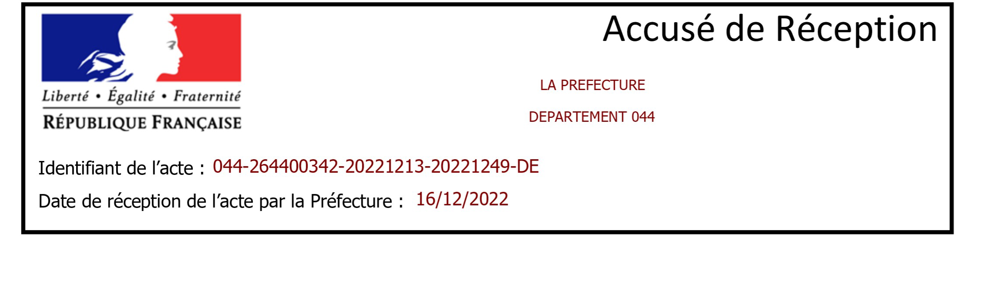 Accusé de Réception
Liberté • Égalité • Fraternité
RÉPUBLIQUE FRANÇAISE
LA PREFECTURE
DEPARTEMENT 044
Identifiant de l’acte : 044-264400342-20221213-20221249-DE
Date de réception de l’acte par la Préfecture : 16/12/2022